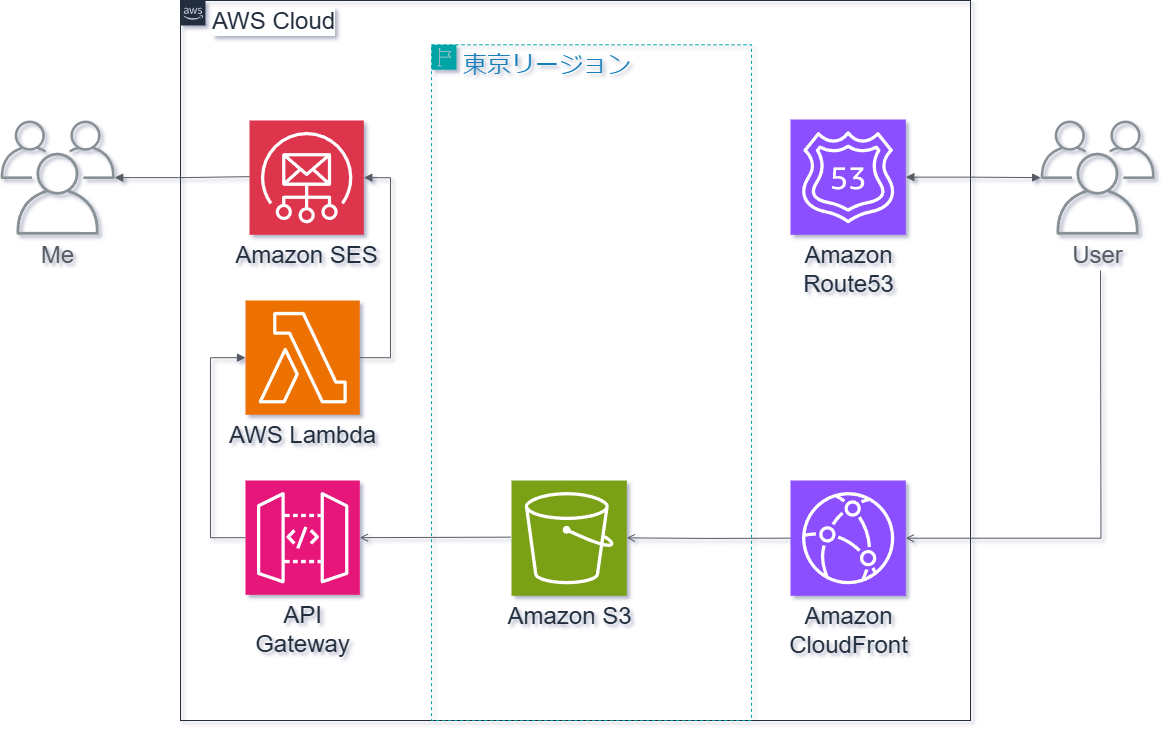 aws
AWS Cloud
東京リージョン
Me
Amazon SES
53
Amazon
Route53
User
AWS Lambda
</>
API
Gateway
Amazon S3
Amazon
CloudFront